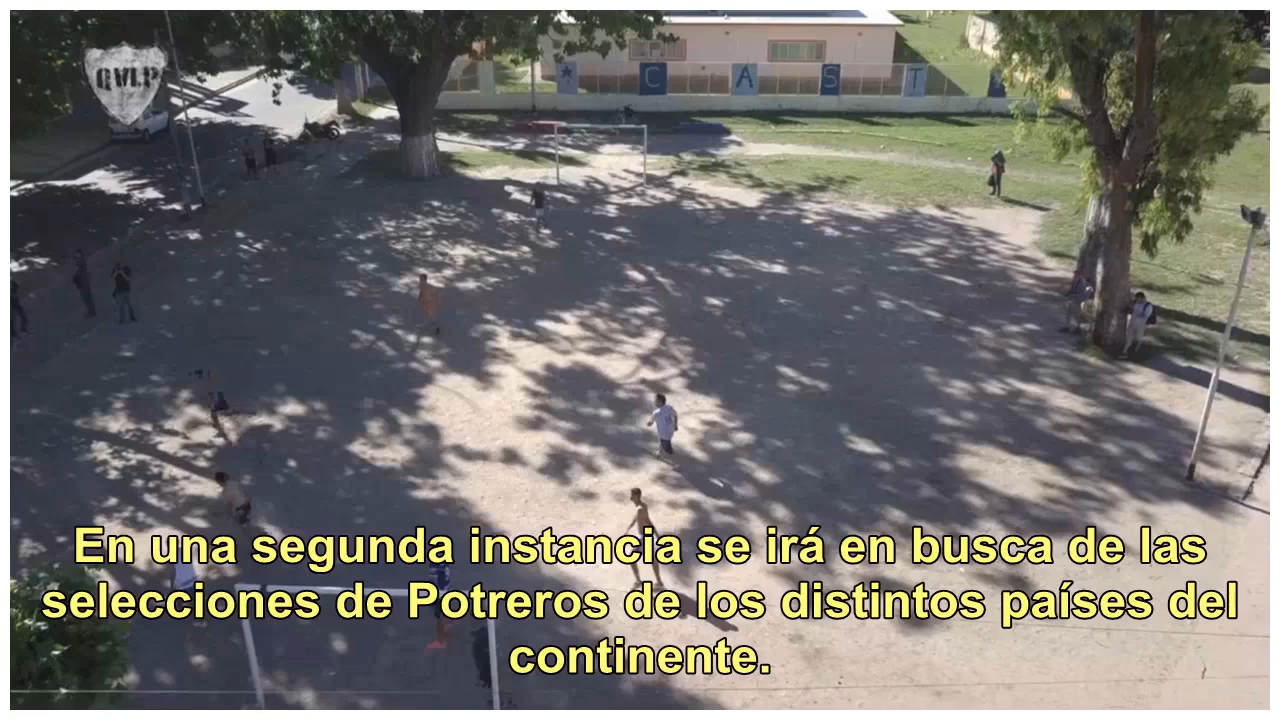 QVLP
★ C A S T
En una segunda instancia se irá en busca de las
selecciones de Potreros de los distintos países del
continente.